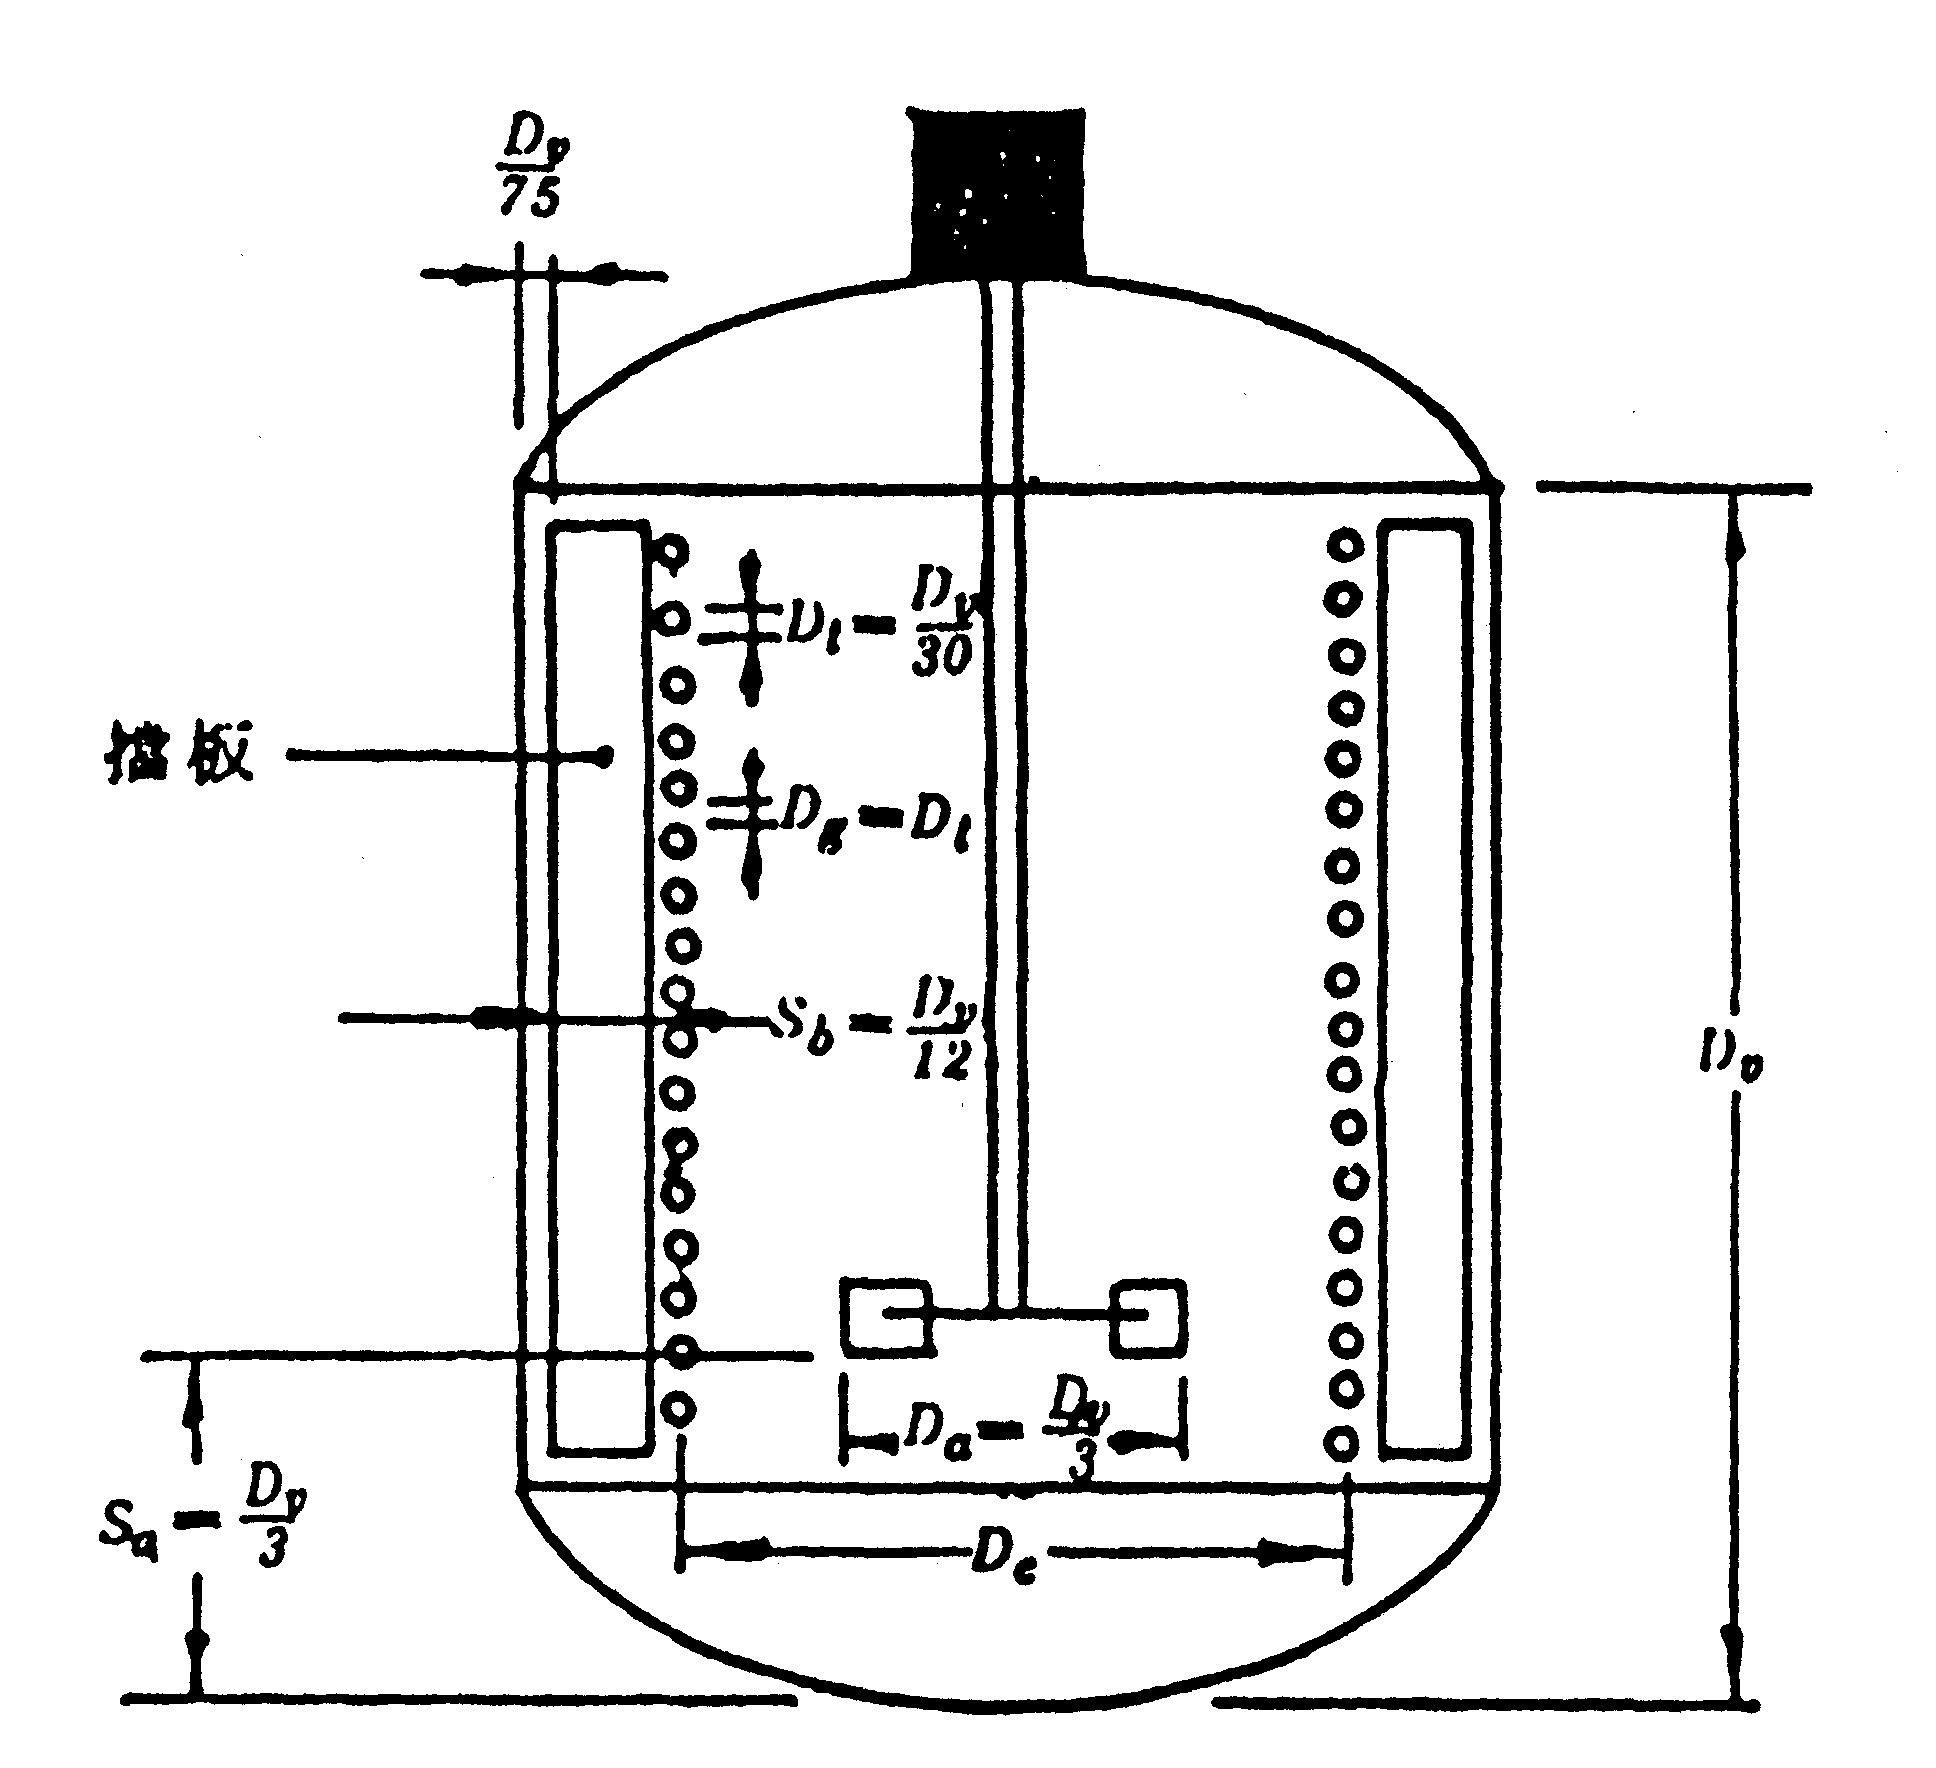 D_v/75
D_t = D_v/30
挡板
D_g = D_t
S_b = D_v/12
D_v
D_a = D_v/3
S_a = D_v/3
D_c